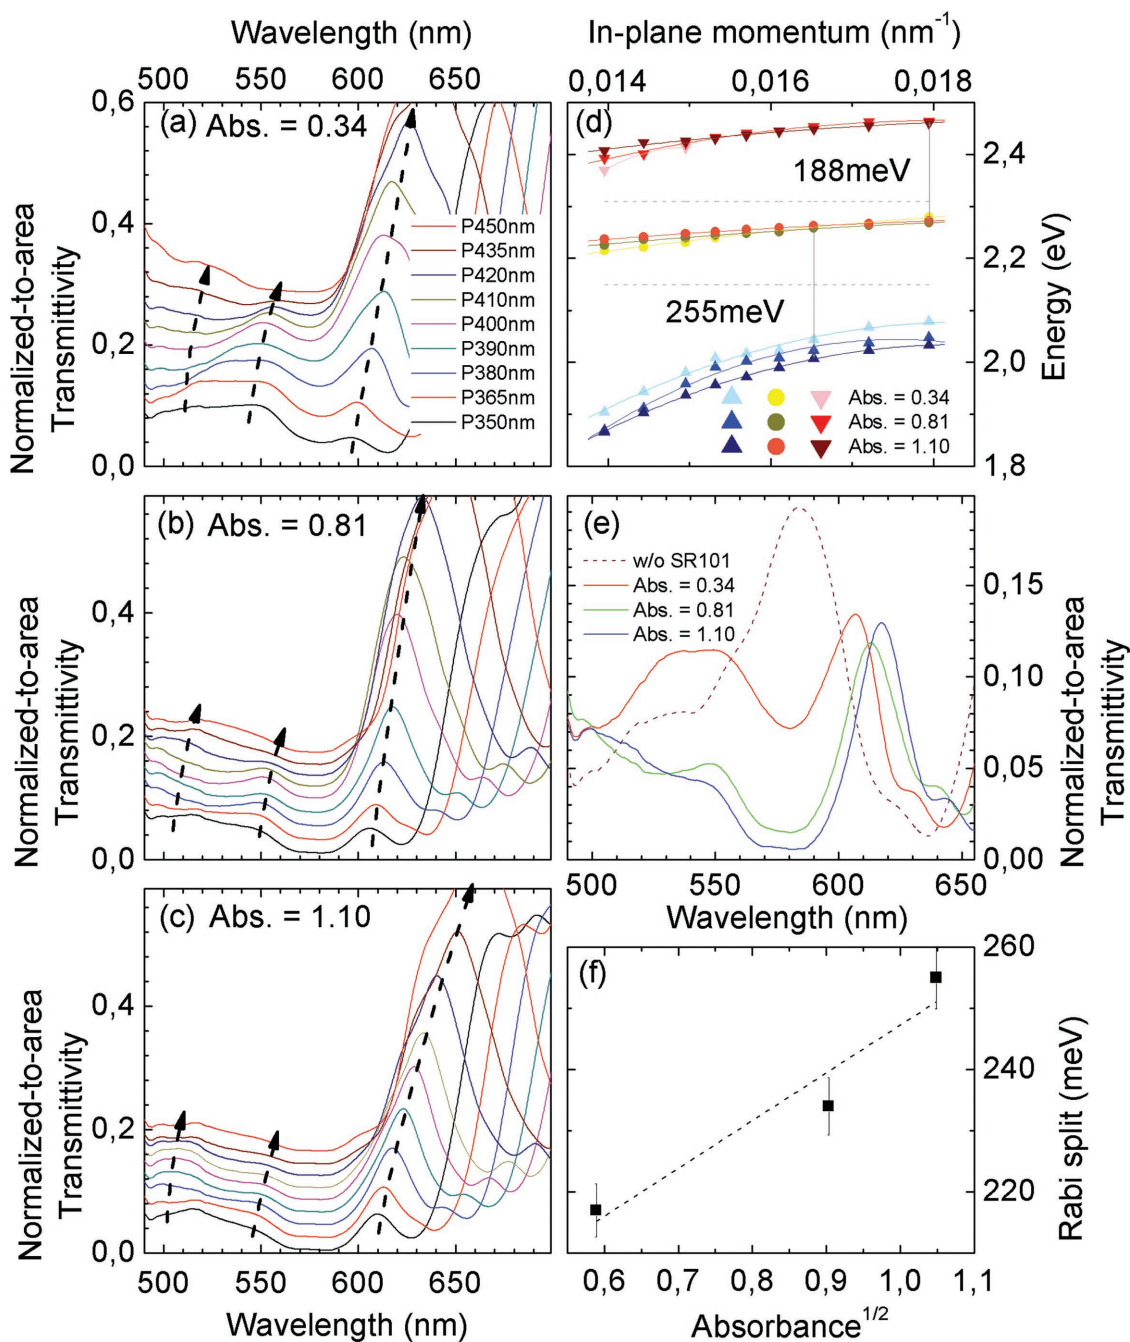 Wavelength (nm)
500 550 600 650
0,6
0,4
0,2
0,0
Normalized-to-area
Transmittivity
(a) Abs. = 0.34
P450nm
P435nm
P420nm
P410nm
P400nm
P390nm
P380nm
P365nm
P350nm
In-plane momentum (nm⁻¹)
0,014 0,016 0,018
(d)
188meV
255meV
Abs. = 0.34
Abs. = 0.81
Abs. = 1.10
2,4
2,2
2,0
1,8
Energy (eV)
(b) Abs. = 0.81
0,4
0,2
0,0
Normalized-to-area
Transmittivity
(e)
w/o SR101
Abs. = 0.34
Abs. = 0.81
Abs. = 1.10
0,15
0,10
0,05
0,00
Normalized-to-area
Transmittivity
500 550 600 650
Wavelength (nm)
(c) Abs. = 1.10
0,4
0,2
0,0
Normalized-to-area
Transmittivity
500 550 600 650
Wavelength (nm)
(f)
260
240
220
Rabi split (meV)
0,6 0,7 0,8 0,9 1,0 1,1
Absorbance¹/²